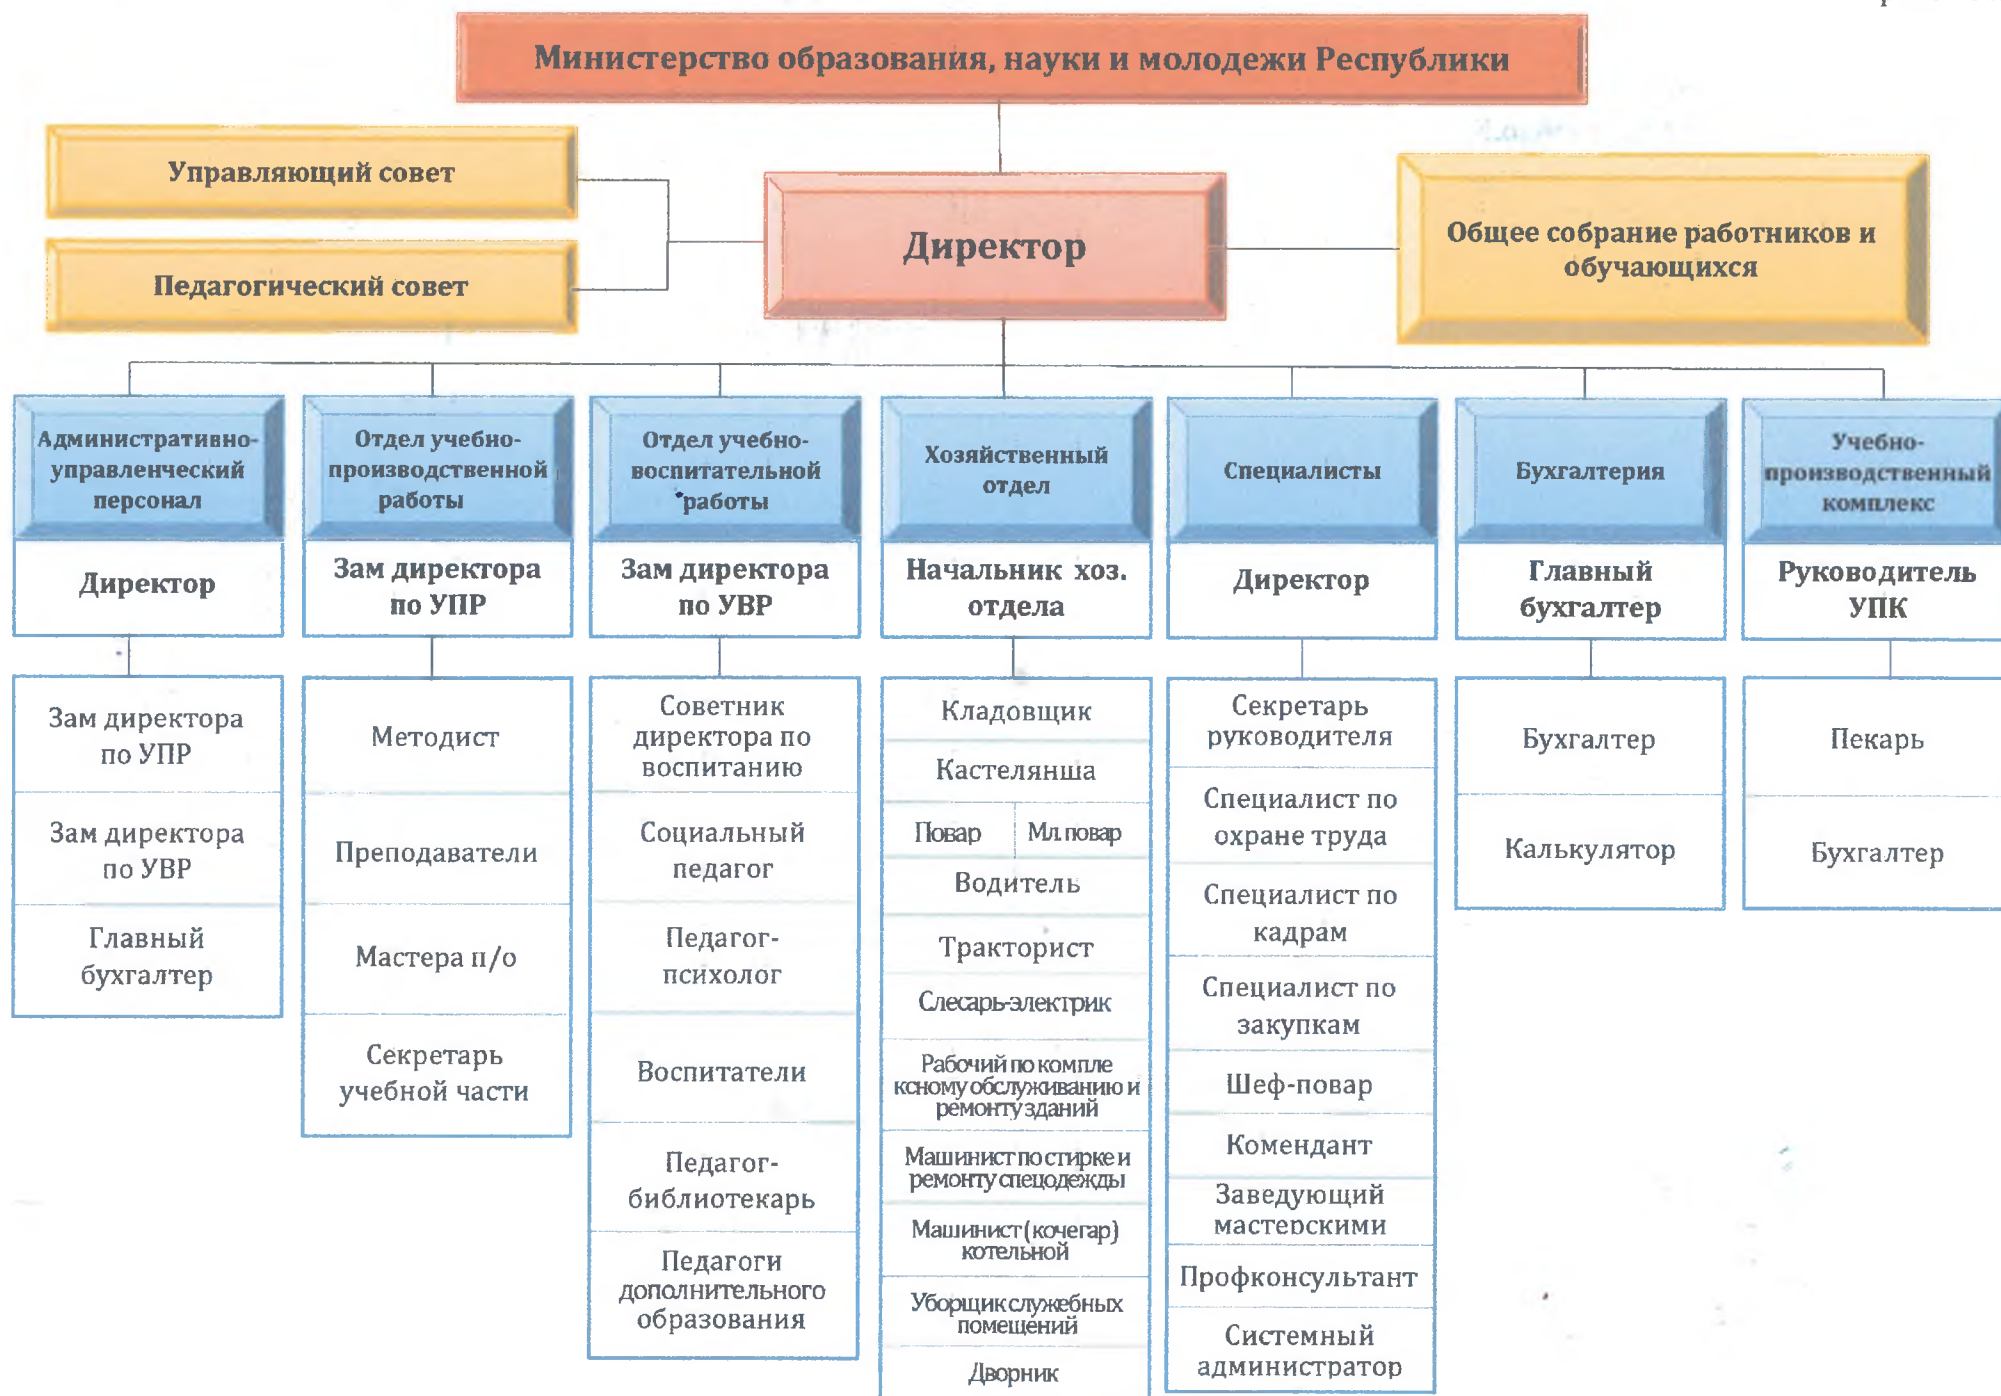 Министерство образования, науки и молодежи Республики
Управляющий совет
Педагогический совет
Директор
Общее собрание работников и
обучающихся
Административно-
управленческий
персонал
Директор
Зам директора
по УПР
Зам директора
по УВР
Главный
бухгалтер
Отдел учебно-
производственной
работы
Зам директора
по УПР
Методист
Преподаватели
Мастера п/о
Секретарь
учебной части
Отдел учебно-
воспитательной
работы
Зам директора
по УВР
Советник
директора по
воспитанию
Социальный
педагог
Педагог-
психолог
Воспитатели
Педагог-
библиотекарь
Педагоги
дополнительного
образования
Хозяйственный
отдел
Начальник хоз.
отдела
Кладовщик
Кастелянша
Повар
Мл. повар
Водитель
Тракторист
Слесарь-электрик
Рабочий по компле
ксному обслуживанию и
ремонту зданий
Машинист по стирке и
ремонту спецодежды
Машинист (кочегар)
котельной
Уборщик служебных
помещений
Дворник
Специалисты
Директор
Секретарь
руководителя
Специалист по
охране труда
Специалист по
кадрам
Специалист по
закупкам
Шеф-повар
Комендант
Заведующий
мастерскими
Профконсультант
Системный
администратор
Бухгалтерия
Главный
бухгалтер
Бухгалтер
Калькулятор
Учебно-
производственный
комплекс
Руководитель
УПК
Пекарь
Бухгалтер